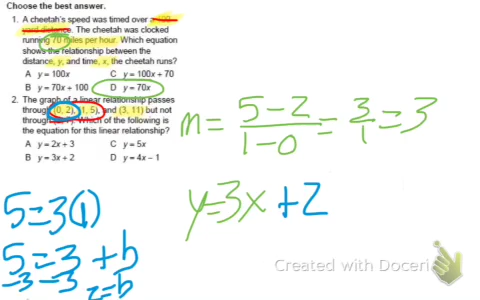 Choose the best answer.
1. A cheetah's speed was timed over a 100-
yard distance. The cheetah was clocked
running 70 miles per hour. Which equation
shows the relationship between the
distance, y, and time, x, the cheetah runs?
A y = 100x C y = 100x + 70
B y = 70x + 100 D y = 70x
2. The graph of a linear relationship passes
through (0, 2), (1, 5), and (3, 11) but not
through Which of the following is
the equation for this linear relationship?
A y = 2x + 3 C y = 5x
B y = 3x + 2 D y = 4x − 1
m = 5-2/1-0 = 3/1 = 3
y=3x +2
5=3(1)
5=3 +b
-3 -3
2=b
Created with Doceri